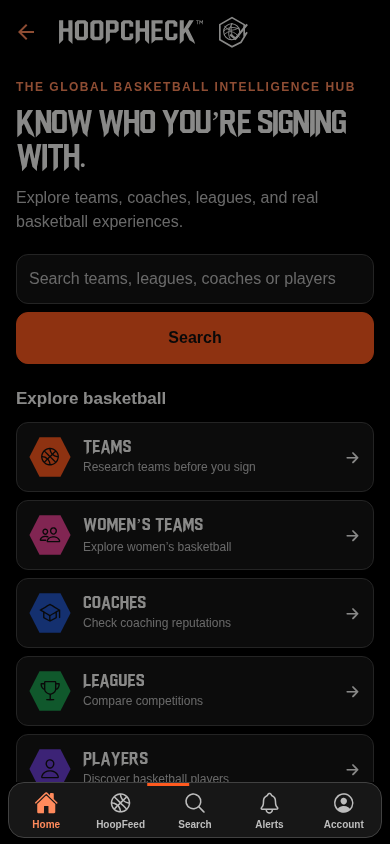 HOOPCHECK™
THE GLOBAL BASKETBALL INTELLIGENCE HUB
KNOW WHO YOU'RE SIGNING
WITH.
Explore teams, coaches, leagues, and real
basketball experiences.
Search teams, leagues, coaches or players
Search
Explore basketball
TEAMS
Research teams before you sign
WOMEN'S TEAMS
Explore women's basketball
COACHES
Check coaching reputations
LEAGUES
Compare competitions
PLAYERS
Discover basketball players
Home
HoopFeed
Search
Alerts
Account